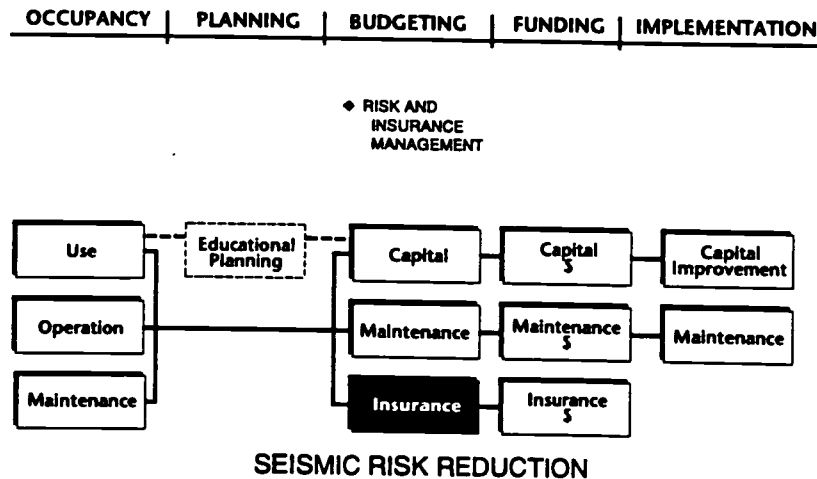 OCCUPANCY | PLANNING | BUDGETING | FUNDING | IMPLEMENTATION
◆ RISK AND
INSURANCE
MANAGEMENT
Use
Educational
Planning
Capital
Capital
$
Capital
Improvement
Operation
Maintenance
Maintenance
$
Maintenance
Maintenance
Insurance
Insurance
$
SEISMIC RISK REDUCTION